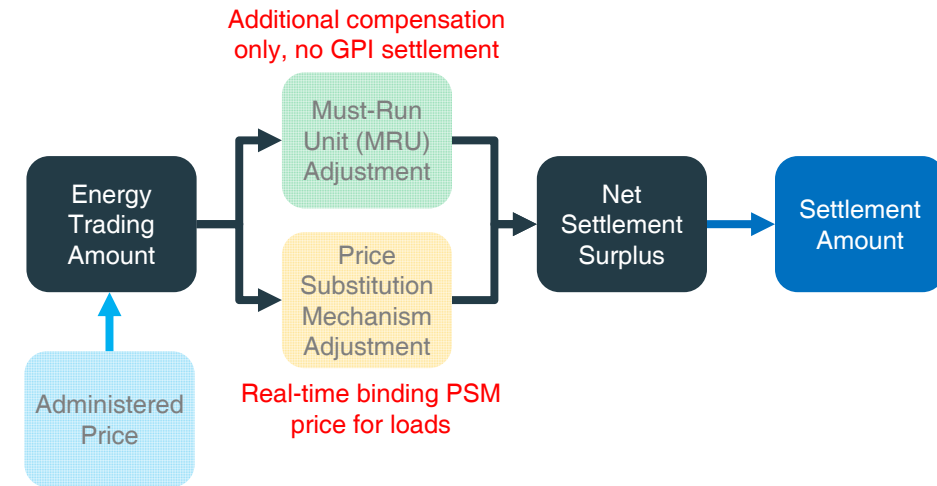 Additional compensation
only, no GPI settlement
Must-Run
Unit (MRU)
Adjustment
Energy
Trading
Amount
Net
Settlement
Surplus
Settlement
Amount
Price
Substitution
Mechanism
Adjustment
Administered
Price
Real-time binding PSM
price for loads